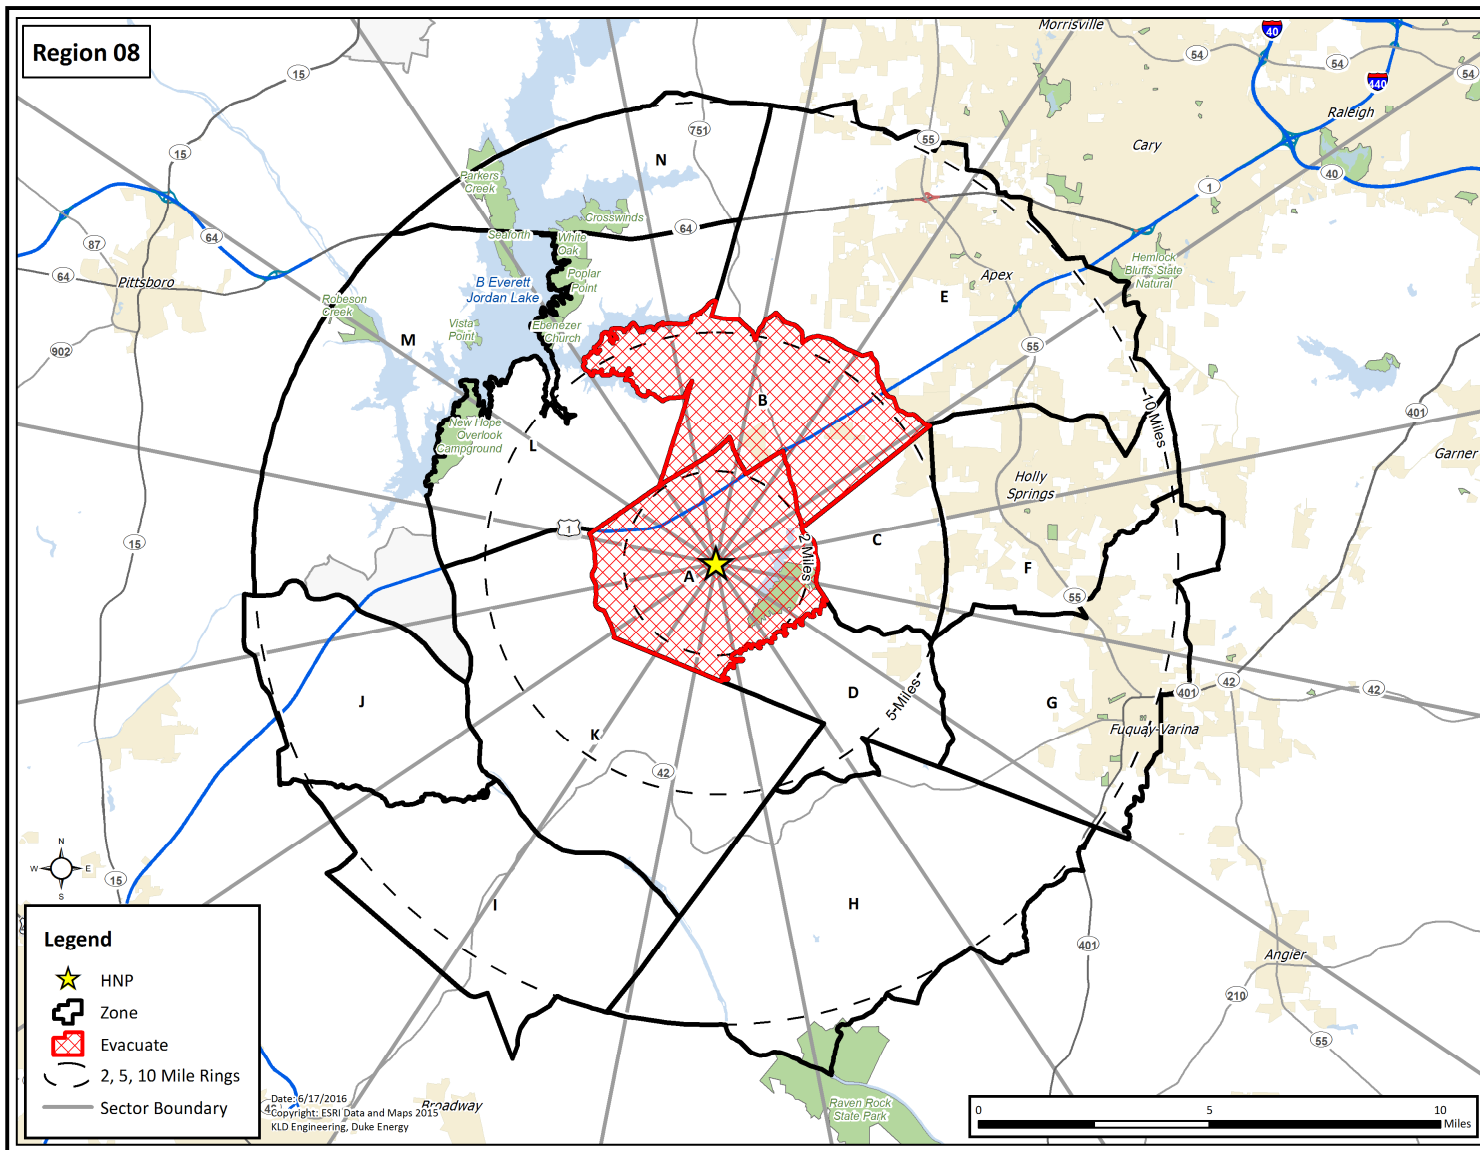 Region 08
Morrisville
40
54
54
54
440
Raleigh
15
751
55
Cary
15
N
Parkers
Creek
1
40
Crosswinds
64
87
64
Seaforth
White
Oak
64
Pittsboro
B Everett
Jordan Lake
Poplar
Point
Apex
Hemlock
Bluffs State
Natural
E
Robeson
Creek
Vista
Point
Ebenezer
Church
M
902
55
B
10 Miles
401
New Hope
Overlook
Campground
L
Garner
Holly
Springs
1
15
2 Miles
C
A
F
55
42
401
42
J
D
5-Miles
G
Fuquay-Varina
K
42
N
W
E
S
15
I
H
401
Angier
210
55
Legend
HNP
Zone
Evacuate
2, 5, 10 Mile Rings
Sector Boundary
Date: 6/17/2016
Copyright: ESRI Data and Maps 2015
KLD Engineering, Duke Energy
Broadway
Raven Rock
State Park
0
5
10
Miles